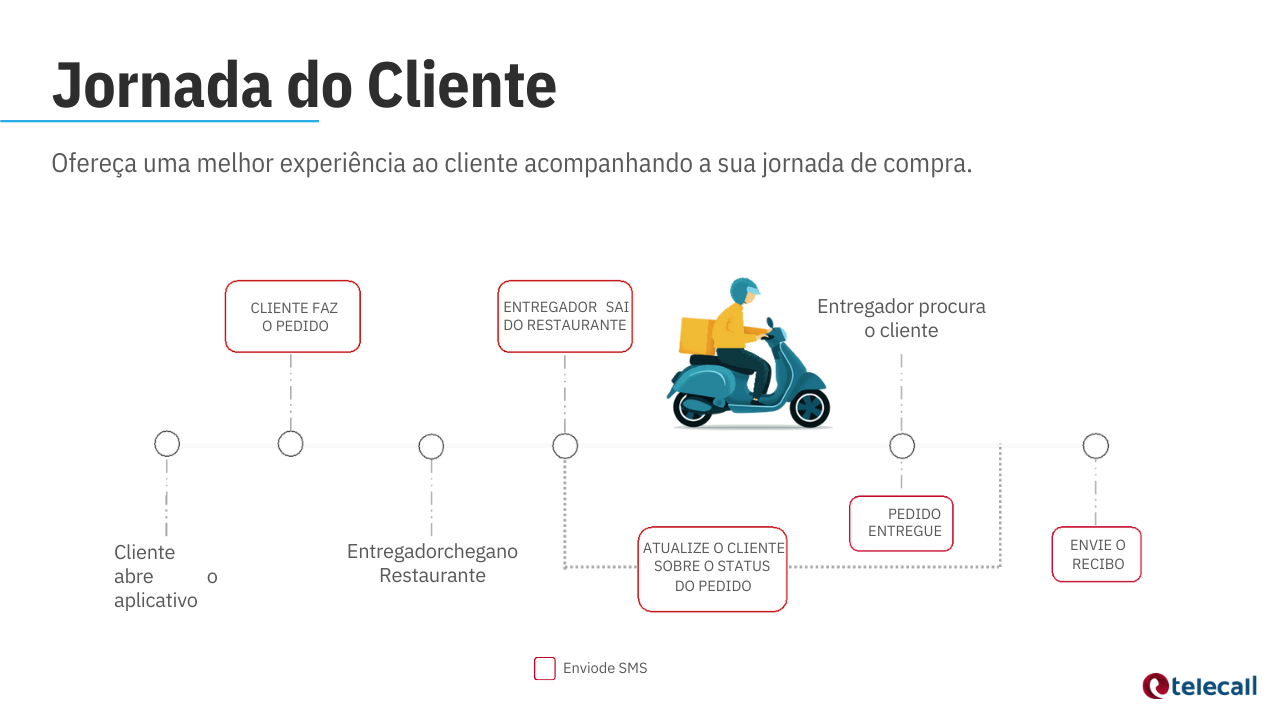 Jornada do Cliente
Ofereça uma melhor experiência ao cliente acompanhando a sua jornada de compra.
CLIENTE FAZ
O PEDIDO
ENTREGADOR SAI
DO RESTAURANTE
Entregador procura
o cliente
Cliente
abre o
aplicativo
Entregadorchegano
Restaurante
ATUALIZE O CLIENTE
SOBRE O STATUS
DO PEDIDO
PEDIDO
ENTREGUE
ENVIE O
RECIBO
Enviode SMS
telecall